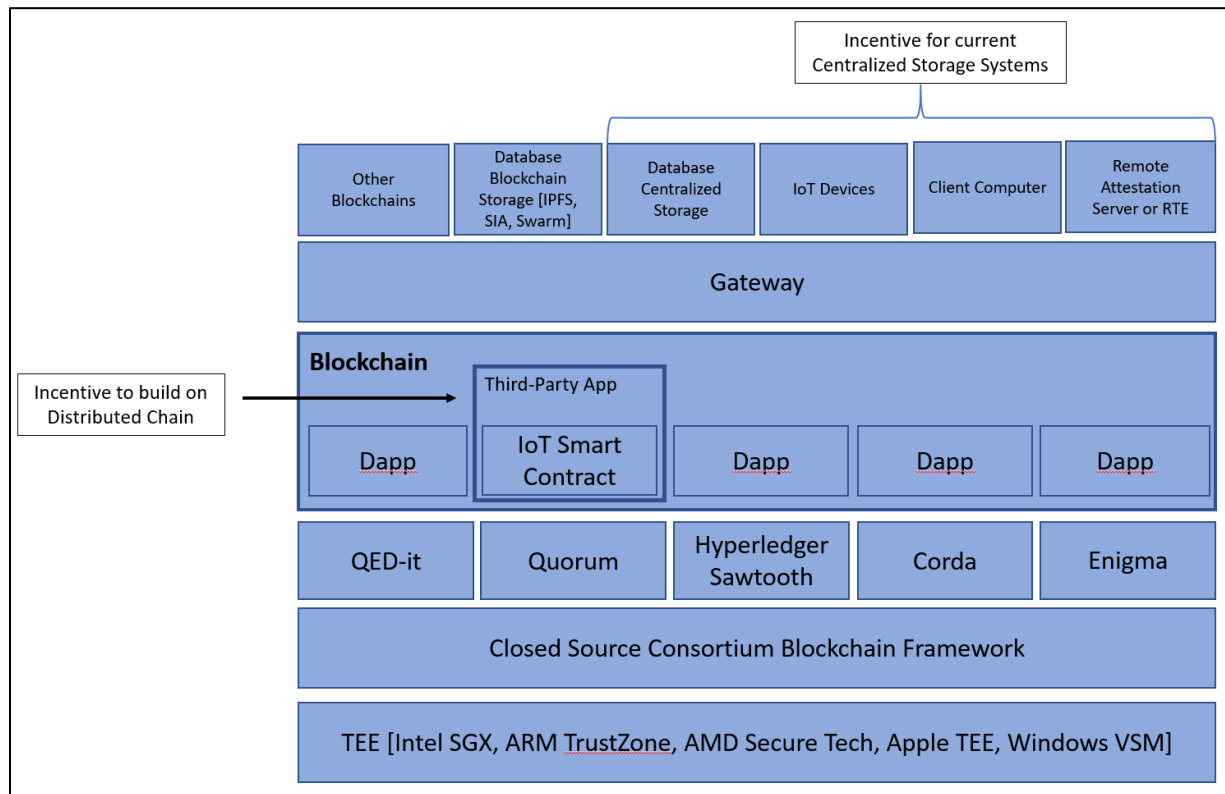 Incentive for current
Centralized Storage Systems
Other
Blockchains
Database
Blockchain
Storage [IPFS,
SIA, Swarm]
Database
Centralized
Storage
IoT Devices
Client Computer
Remote
Attestation
Server or RTE
Gateway
Blockchain
Incentive to build on
Distributed Chain
Third-Party App
Dapp
IoT Smart
Contract
Dapp
Dapp
Dapp
QED-it
Quorum
Hyperledger
Sawtooth
Corda
Enigma
Closed Source Consortium Blockchain Framework
TEE [Intel SGX, ARM TrustZone, AMD Secure Tech, Apple TEE, Windows VSM]